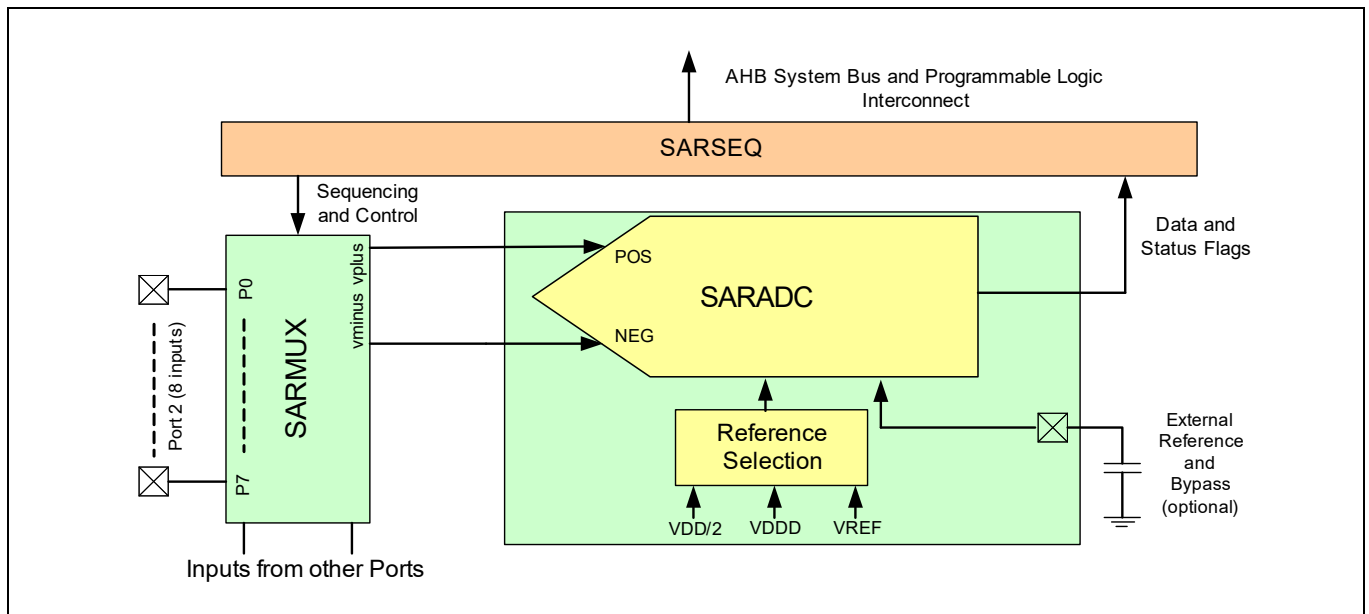 AHB System Bus and Programmable Logic
Interconnect
SARSEQ
Sequencing
and Control
Data and
Status Flags
vminus vplus
POS
SARADC
NEG
P0
Port 2 (8 inputs)
SARMUX
P7
Reference
Selection
External
Reference
and
Bypass
(optional)
VDD/2 VDDD VREF
Inputs from other Ports